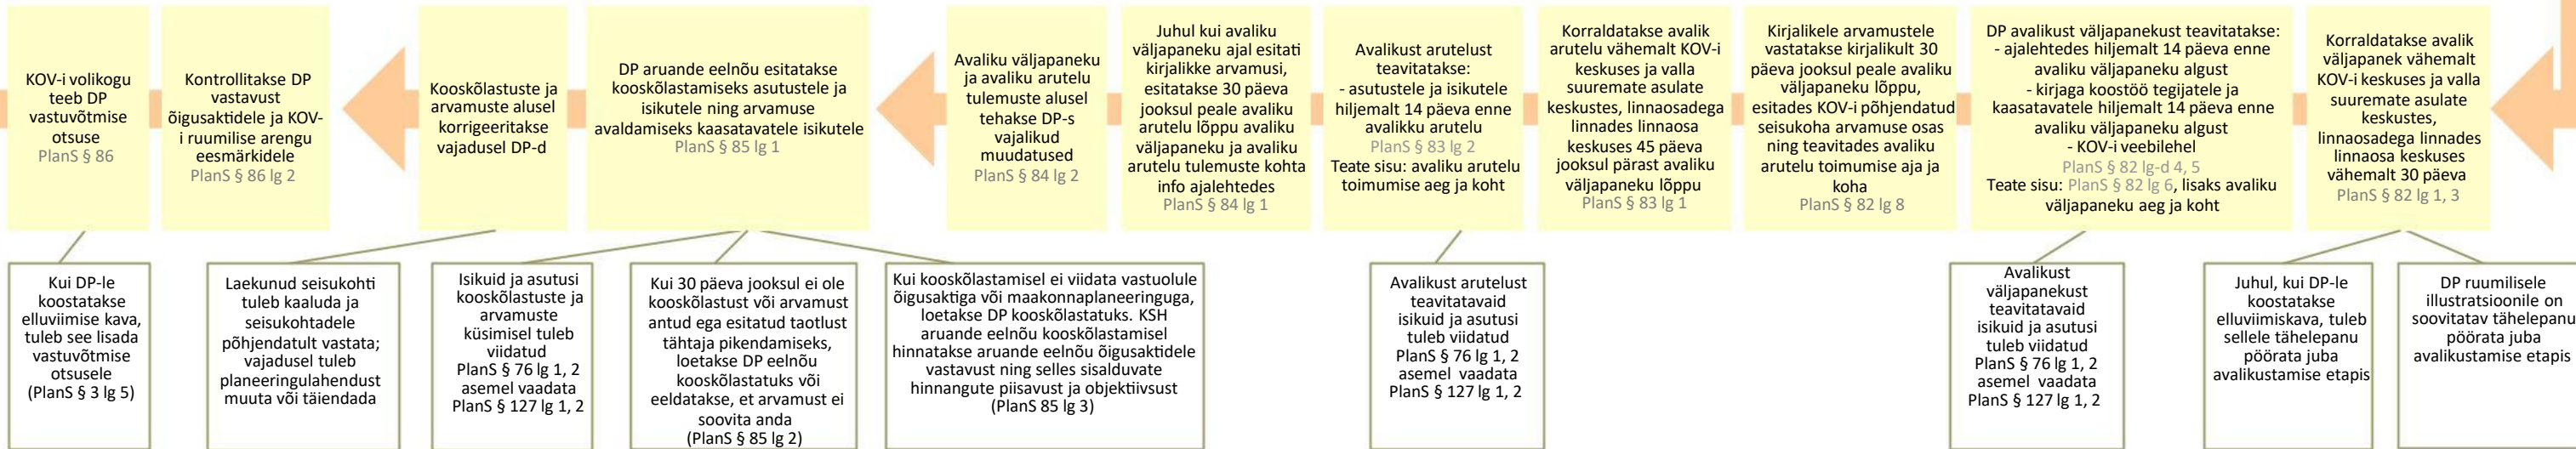 KOV-i volikogu
teeb DP
vastuvõtmise
otsuse
PlanS § 86
Kontrollitakse DP
vastavust
õigusaktidele ja KOV-
i ruumilise arengu
eesmärkidele
PlanS § 86 lg 2
Kooskõlastuste ja
arvamuste alusel
korrigeeritakse
vajadusel DP-d
DP aruande eelnõu esitatakse
kooskõlastamiseks asutustele ja
isikutele ning arvamuse
avaldamiseks kaasatavatele isikutele
PlanS § 85 lg 1
Avaliku väljapaneku
ja avaliku arutelu
tulemuste alusel
tehakse DP-s
vajalikud
muudatused
PlanS § 84 lg 2
Juhul kui avaliku
väljapaneku ajal esitati
kirjalikke arvamusi,
esitatakse 30 päeva
jooksul peale avaliku
arutelu lõppu avaliku
väljapaneku ja avaliku
arutelu tulemuste kohta
info ajalehtedes
PlanS § 84 lg 1
Avalikust arutelust
teavitatakse:
- asutustele ja isikutele
hiljemalt 14 päeva enne
avalikku arutelu
PlanS § 83 lg 2
Teate sisu: avaliku arutelu
toimumise aeg ja koht
Korraldatakse avalik
arutelu vähemalt KOV-i
keskuses ja valla
suuremate asulate
keskustes, linnaosadega
linnades linnaosa
keskuses 45 päeva
jooksul pärast avaliku
väljapaneku lõppu
PlanS § 83 lg 1
Kirjalikele arvamustele
vastatakse kirjalikult 30
päeva jooksul peale avaliku
väljapaneku lõppu,
esitades KOV-i põhjendatud
seisukoha arvamuse osas
ning teavitades avaliku
arutelu toimumise aja ja
koha
PlanS § 82 lg 8
DP avalikust väljapanekust teavitatakse:
- ajalehtedes hiljemalt 14 päeva enne
avaliku väljapaneku algust
- kirjaga koostöö tegijatele ja
kaasatavatele hiljemalt 14 päeva enne
avaliku väljapaneku algust
- KOV-i veebilehel
PlanS § 82 lg-d 4, 5
Teate sisu: PlanS § 82 lg 6, lisaks avaliku
väljapaneku aeg ja koht
Korraldatakse avalik
väljapanek vähemalt
KOV-i keskuses ja valla
suuremate asulate
keskustes,
linnaosadega linnades
linnaosa keskuses
vähemalt 30 päeva
PlanS § 82 lg 1, 3
Kui DP-le
koostatakse
elluviimise kava,
tuleb see lisada
vastuvõtmise
otsusele
(PlanS § 3 lg 5)
Laekunud seisukohti
tuleb kaaluda ja
seisukohtadele
põhjendatult vastata;
vajadusel tuleb
planeeringulahendust
muuta või täiendada
Isikuid ja asutusi
kooskõlastuste ja
arvamuste
küsimisel tuleb
viidatud
PlanS § 76 lg 1, 2
asemel vaadata
PlanS § 127 lg 1, 2
Kui 30 päeva jooksul ei ole
kooskõlastust või arvamust
antud ega esitatud taotlust
tähtaja pikendamiseks,
loetakse DP eelnõu
kooskõlastatuks või
eeldatakse, et arvamust ei
soovita anda
(PlanS § 85 lg 2)
Kui kooskõlastamisel ei viidata vastuolule
õigusaktiga või maakonnaplaneeringuga,
loetakse DP kooskõlastatuks. KSH
aruande eelnõu kooskõlastamisel
hinnatakse aruande eelnõu õigusaktidele
vastavust ning selles sisalduvate
hinnangute piisavust ja objektiivsust
(PlanS 85 lg 3)
Avalikust arutelust
teavitatavaid
isikuid ja asutusi
tuleb viidatud
PlanS § 76 lg 1, 2
asemel vaadata
PlanS § 127 lg 1, 2
Avalikust
väljapanekust
teavitatavaid
isikuid ja asutusi
tuleb viidatud
PlanS § 76 lg 1, 2
asemel vaadata
PlanS § 127 lg 1, 2
Juhul, kui DP-le
koostatakse
elluviimiskava, tuleb
sellele tähelepanu
pöörata juba
avalikustamise etapis
DP ruumilisele
illustratsioonile on
soovitatav tähelepanu
pöörata juba
avalikustamise etapis